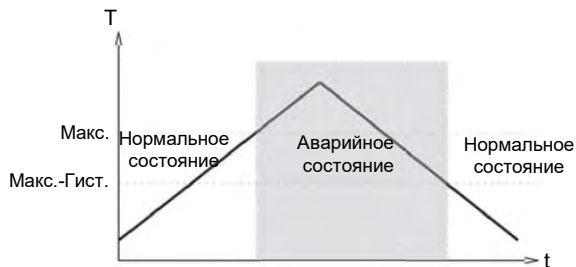 T
Макс.
Нормальное
состояние
Аварийное
состояние
Нормальное
состояние
Макс.-Гист.
t